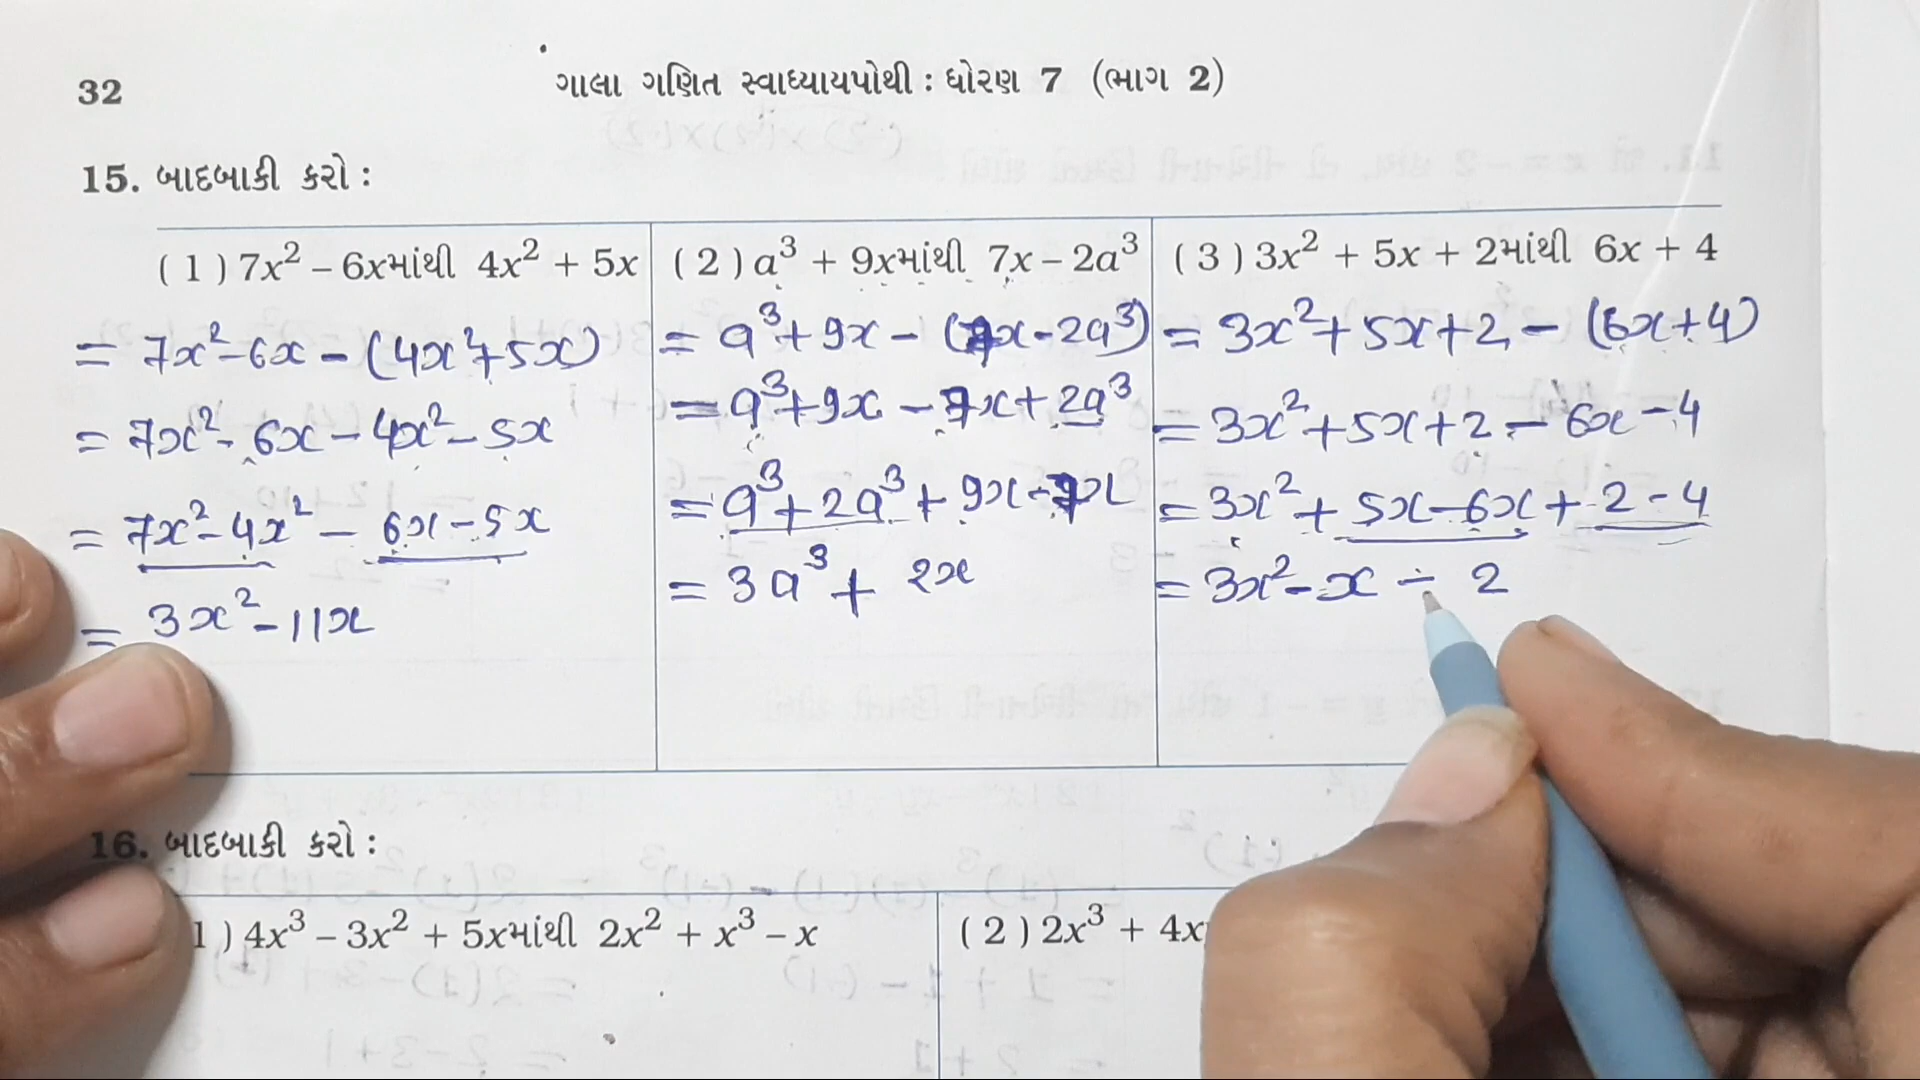 32
ગાલા ગણિત સ્વાધ્યાયપોથી : ધોરણ 7 (ભાગ 2)
15. બાદબાકી કરો :
(1) 7x² – 6xમાંથી 4x² + 5x
= 7x² - 6x - (4x² + 5x)
= 7x² - 6x - 4x² - 5x
= 7x² - 4x² - 6x - 5x
= 3x² - 11x
(2) a³ + 9xમાંથી 7x – 2a³
= a³ + 9x - (7x - 2a³)
= a³ + 9x - 7x + 2a³
= a³ + 2a³ + 9x - 7x
= 3a³ + 2x
(3) 3x² + 5x + 2માંથી 6x + 4
= 3x² + 5x + 2 - (6x + 4)
= 3x² + 5x + 2 - 6x - 4
= 3x² + 5x - 6x + 2 - 4
= 3x² - x - 2
16. બાદબાકી કરો :
1) 4x³ – 3x² + 5xમાંથી 2x² + x³ – x
(2) 2x³ + 4x